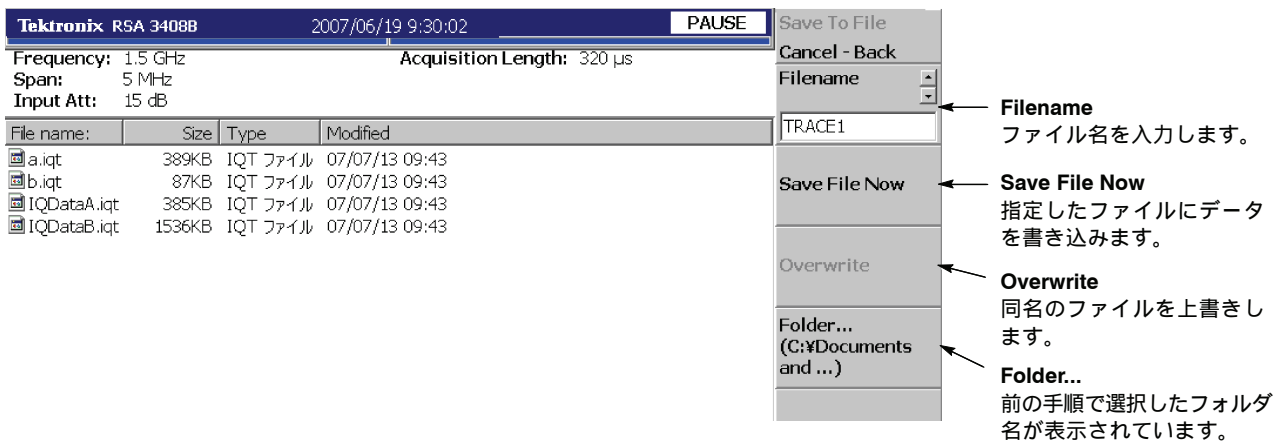 Tektronix RSA 3408B 2007/06/19 9:30:02 PAUSE
Frequency: 1.5 GHz Acquisition Length: 320 µs
Span: 5 MHz
Input Att: 15 dB
File name: Size Type Modified
a.iqt 389KB IQT ファイル 07/07/13 09:43
b.iqt 87KB IQT ファイル 07/07/13 09:43
IQDataA.iqt 385KB IQT ファイル 07/07/13 09:43
IQDataB.iqt 1536KB IQT ファイル 07/07/13 09:43
Save To File
Cancel - Back
Filename
TRACE1
Save File Now
Overwrite
Folder...
(C:¥Documents
and ...)
Filename
ファイル名を入力します。
Save File Now
指定したファイルにデータ
を書き込みます。
Overwrite
同名のファイルを上書きし
ます。
Folder...
前の手順で選択したフォルダ
名が表示されています。